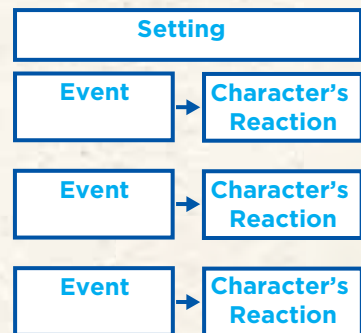 Setting
Event
Character's
Reaction
Event
Character's
Reaction
Event
Character's
Reaction